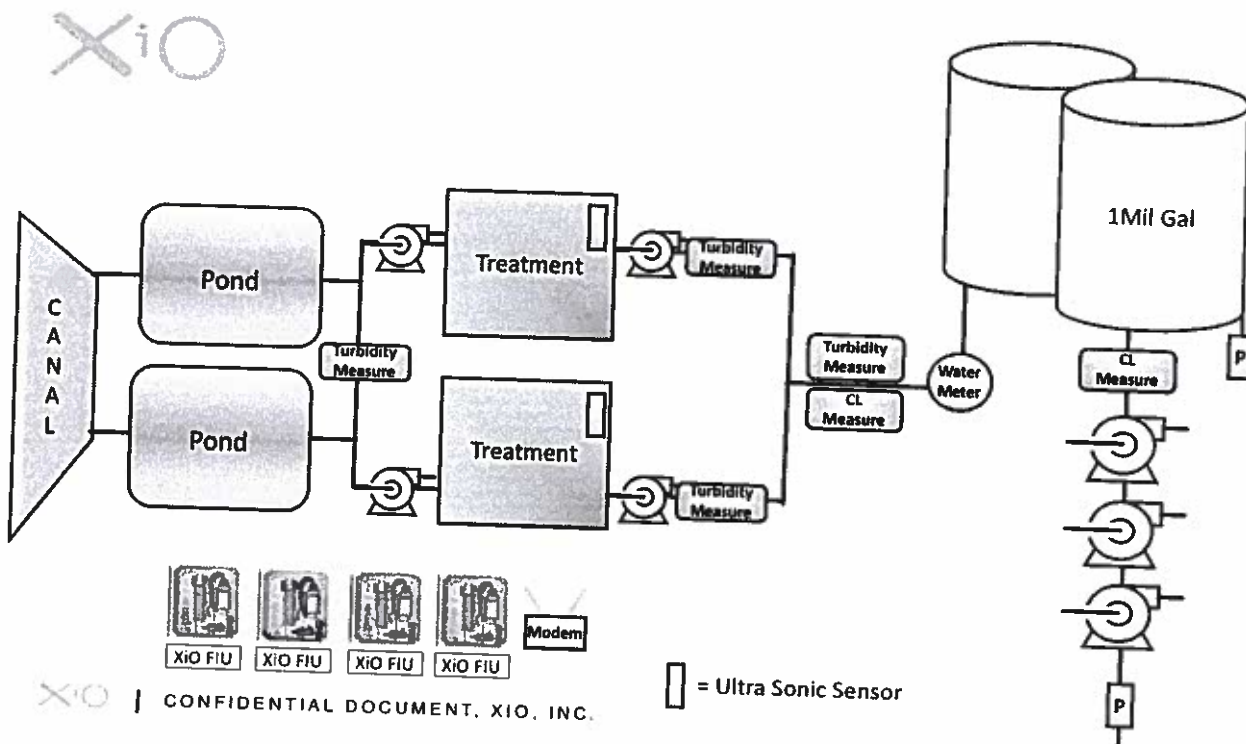 XiO
CANAL
Pond
Pond
Turbidity
Measure
Treatment
Treatment
Turbidity
Measure
Turbidity
Measure
Turbidity
Measure
CL
Measure
Water
Meter
1Mil Gal
CL
Measure
P
P
XiO FIU
XiO FIU
XiO FIU
XiO FIU
Modem
= Ultra Sonic Sensor
XiO | CONFIDENTIAL DOCUMENT, XIO, INC.